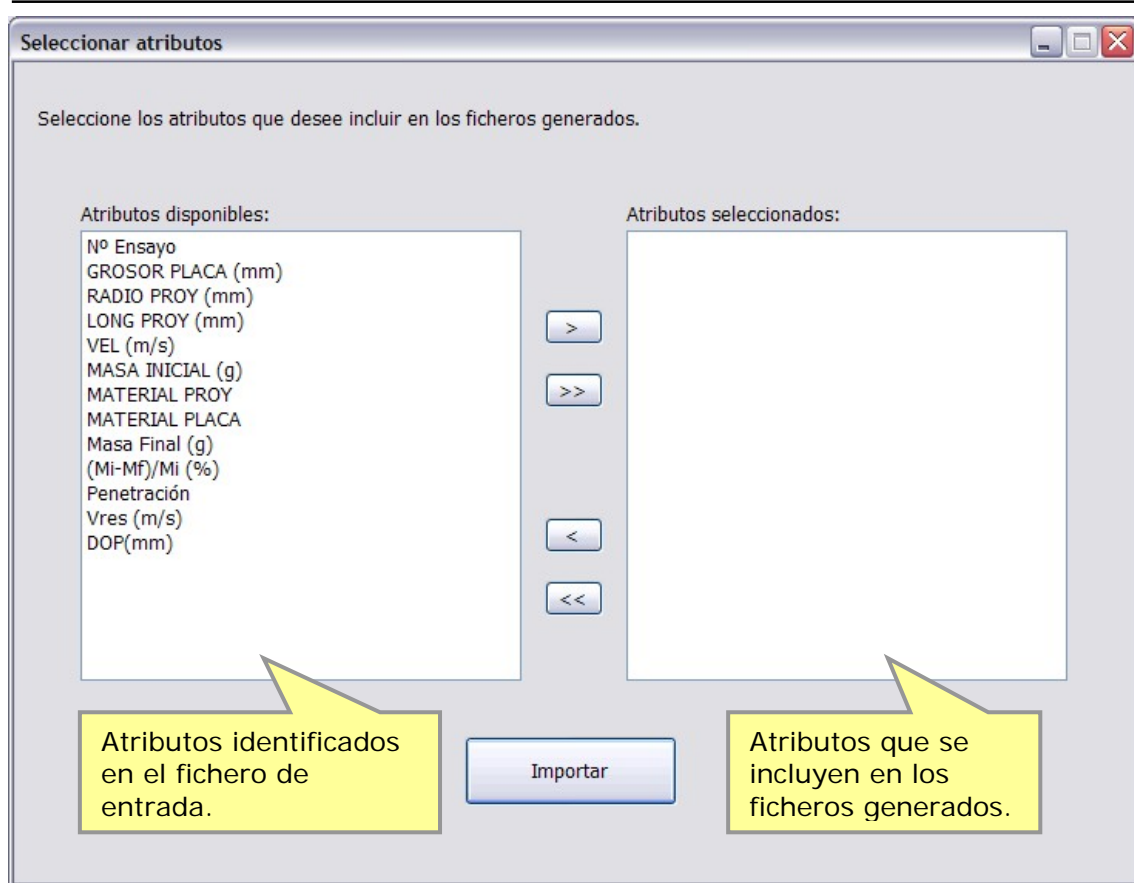 Seleccionar atributos
Seleccione los atributos que desee incluir en los ficheros generados.
Atributos disponibles:
Nº Ensayo
GROSOR PLACA (mm)
RADIO PROY (mm)
LONG PROY (mm)
VEL (m/s)
MASA INICIAL (g)
MATERIAL PROY
MATERIAL PLACA
Masa Final (g)
(Mi-Mf)/Mi (%)
Penetración
Vres (m/s)
DOP(mm)
Atributos seleccionados:
>
>>
<
<<
Atributos identificados
en el fichero de
entrada.
Importar
Atributos que se
incluyen en los
ficheros generados.